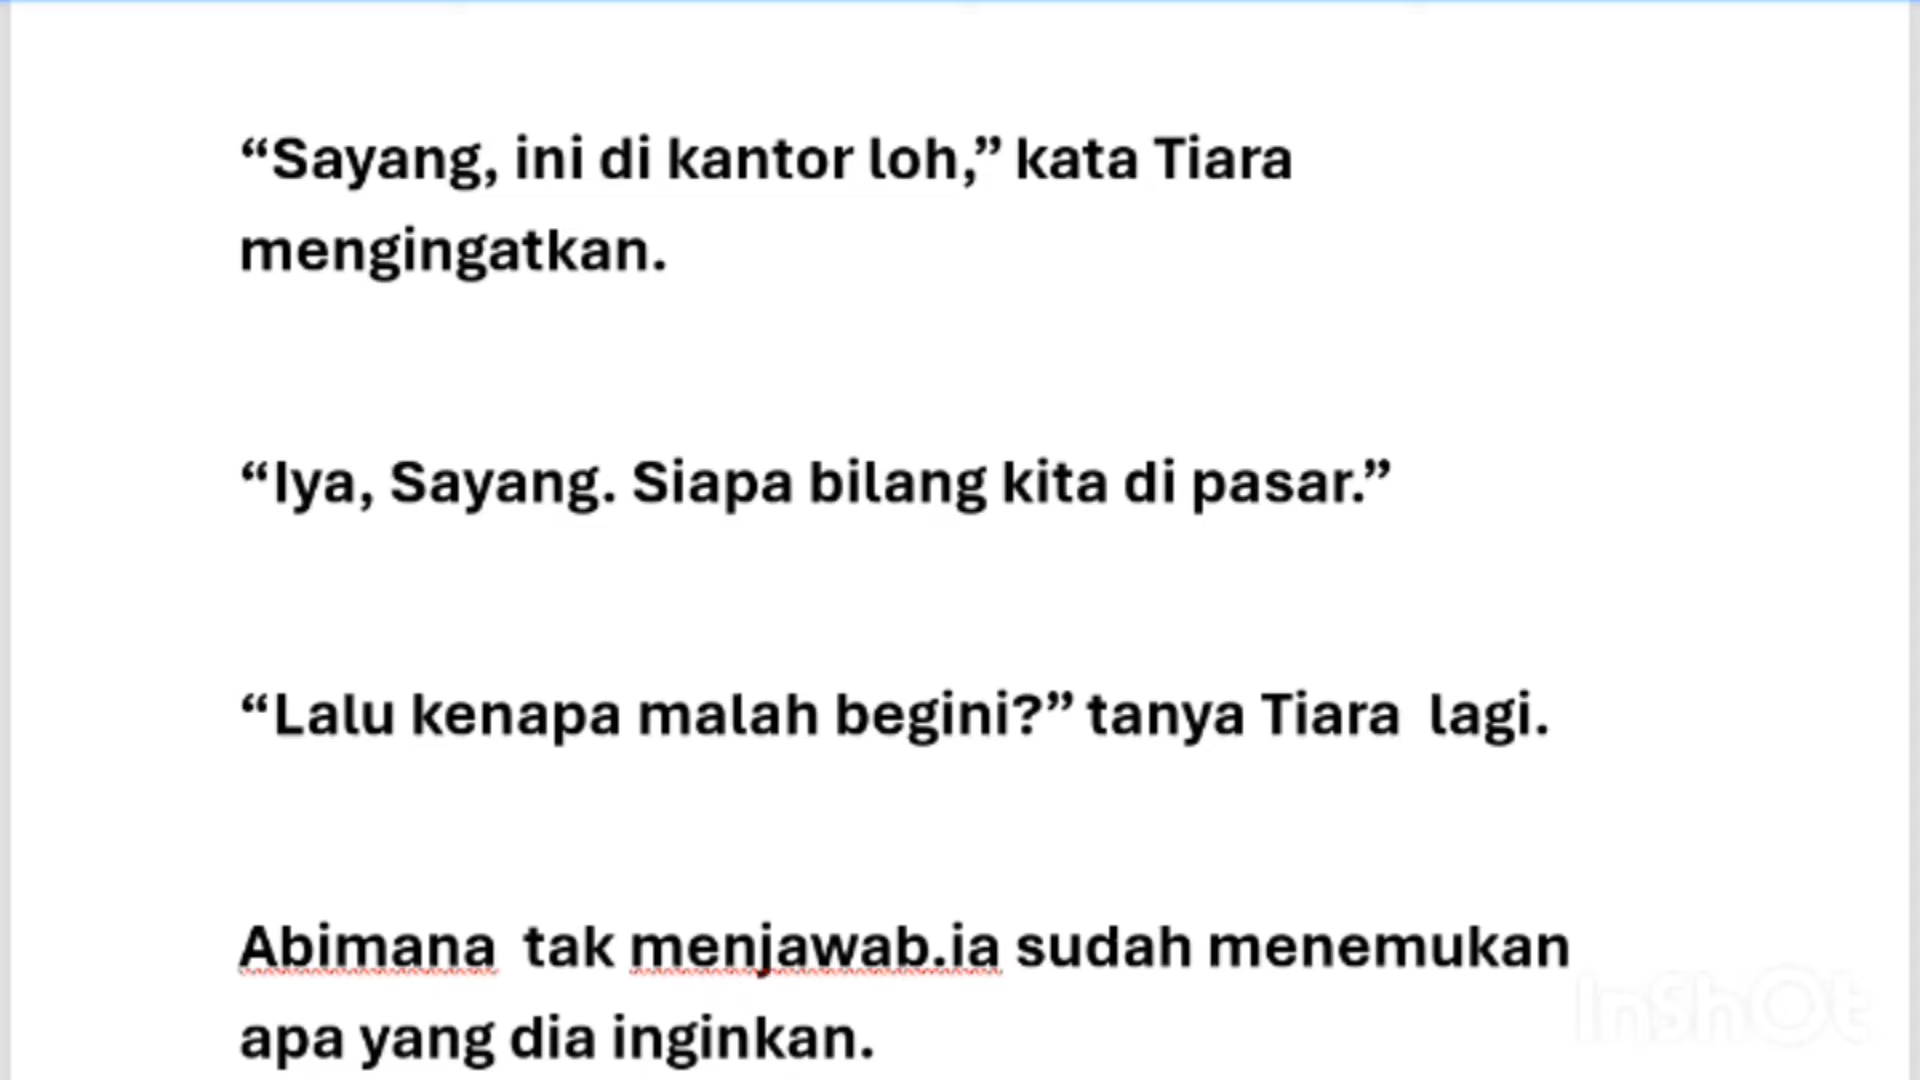 “Sayang, ini di kantor loh,” kata Tiara
mengingatkan.
“Iya, Sayang. Siapa bilang kita di pasar.”
“Lalu kenapa malah begini?” tanya Tiara  lagi.
Abimana  tak menjawab.ia sudah menemukan
apa yang dia inginkan.
InShOt